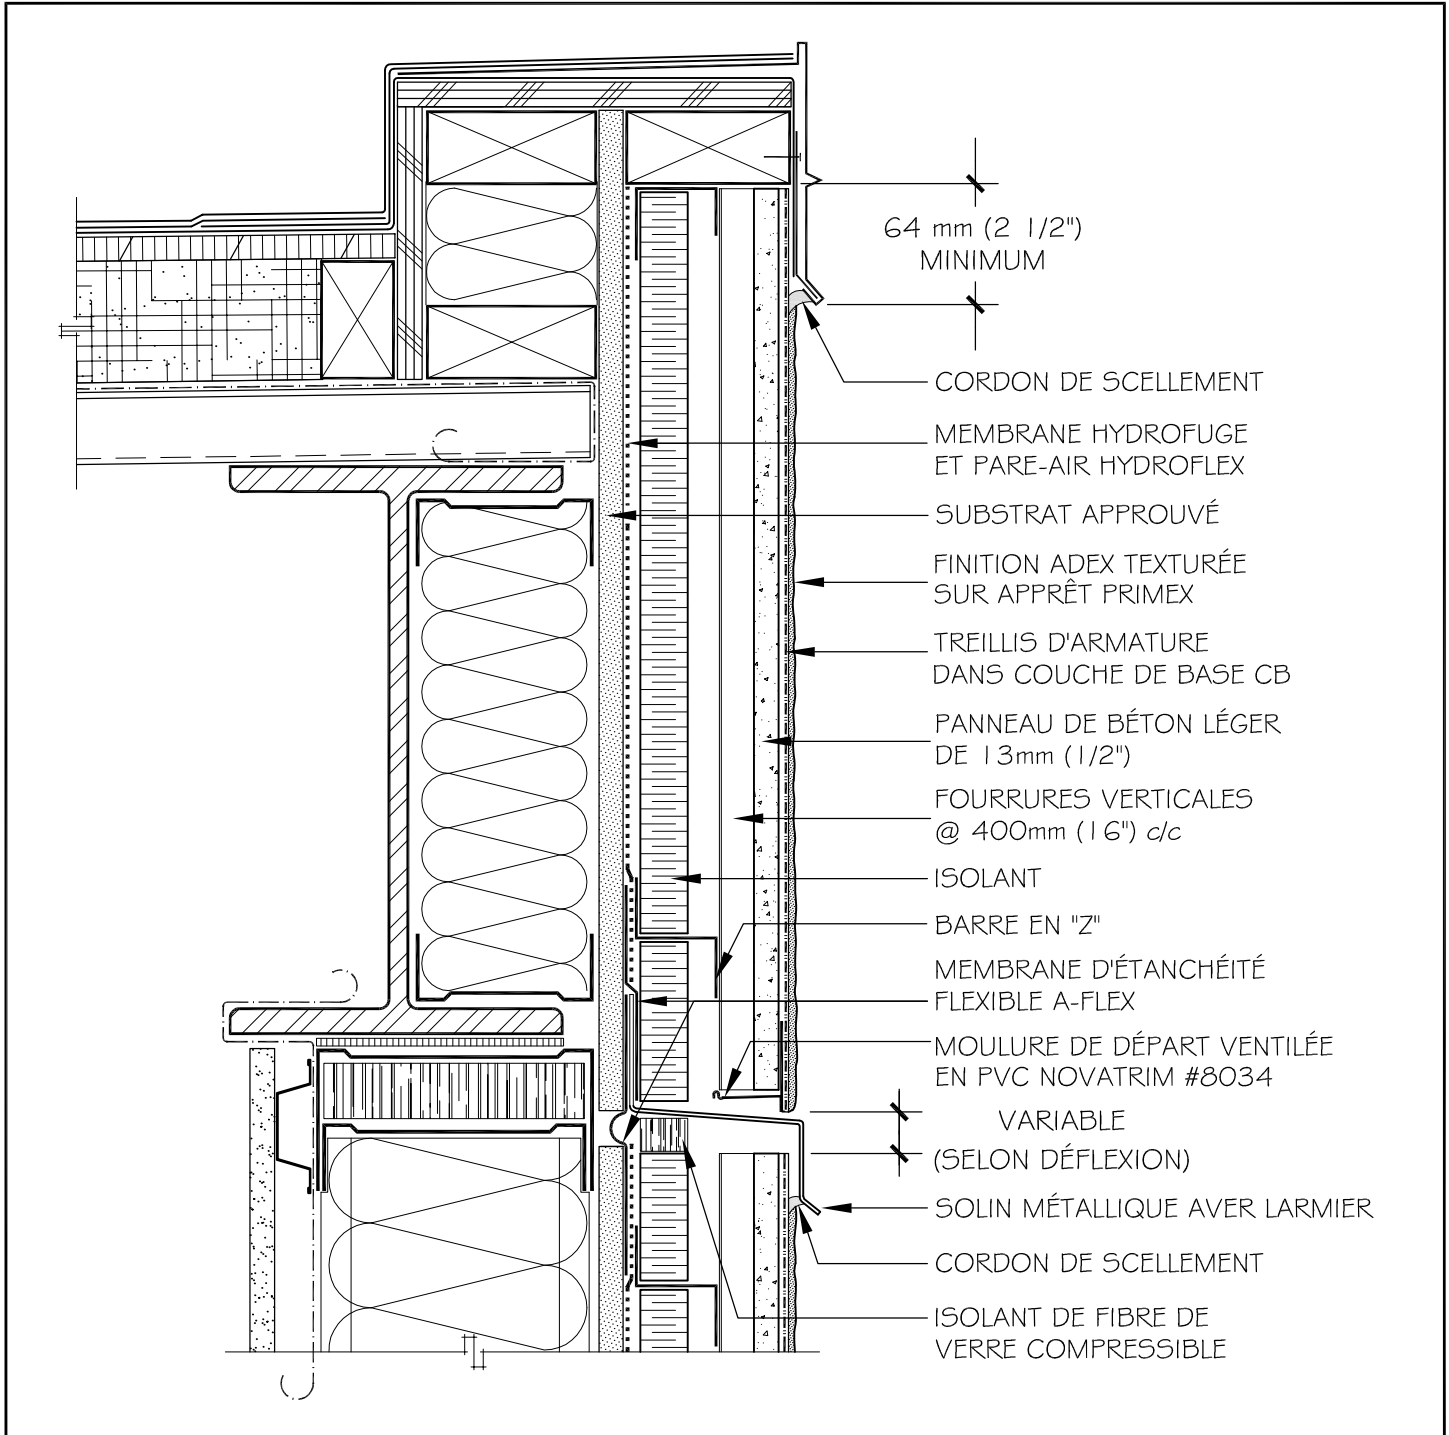 64 mm (2 1/2")
MINIMUM
CORDON DE SCELLEMENT
MEMBRANE HYDROFUGE
ET PARE-AIR HYDROFLEX
SUBSTRAT APPROUVÉ
FINITION ADEX TEXTURÉE
SUR APPRÊT PRIMEX
TREILLIS D'ARMATURE
DANS COUCHE DE BASE CB
PANNEAU DE BÉTON LÉGER
DE 13mm (1/2")
FOURRURES VERTICALES
@ 400mm (16") c/c
ISOLANT
BARRE EN "Z"
MEMBRANE D'ÉTANCHÉITÉ
FLEXIBLE A-FLEX
MOULURE DE DÉPART VENTILÉE
EN PVC NOVATRIM #8034
VARIABLE
(SELON DÉFLEXION)
SOLIN MÉTALLIQUE AVER LARMIER
CORDON DE SCELLEMENT
ISOLANT DE FIBRE DE
VERRE COMPRESSIBLE